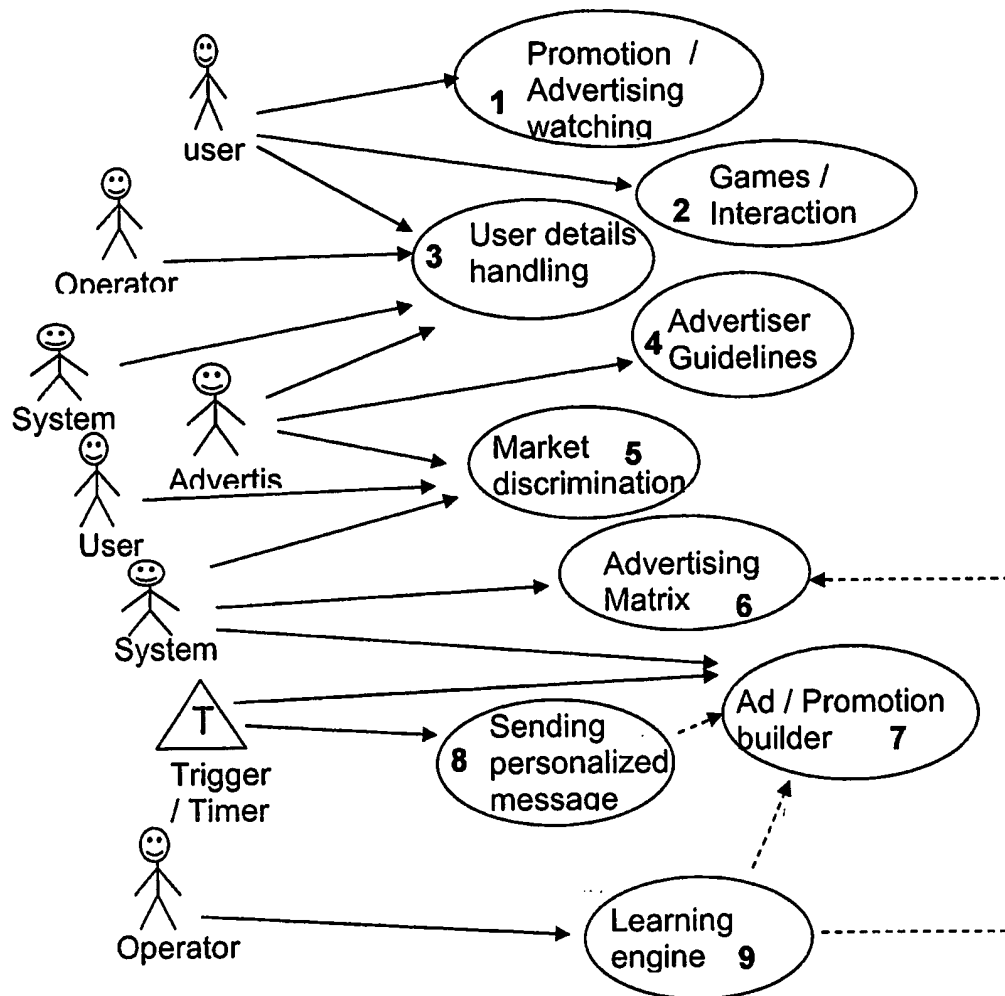 Promotion /
1 Advertising
watching
user
2 Games /
Interaction
Operator
3 User details
handling
System
4 Advertiser
Guidelines
Advertis
Market 5
discrimination
User
Advertising
Matrix 6
System
T
Trigger
/ Timer
Ad / Promotion
builder 7
8 Sending
personalized
message
Operator
Learning
engine 9